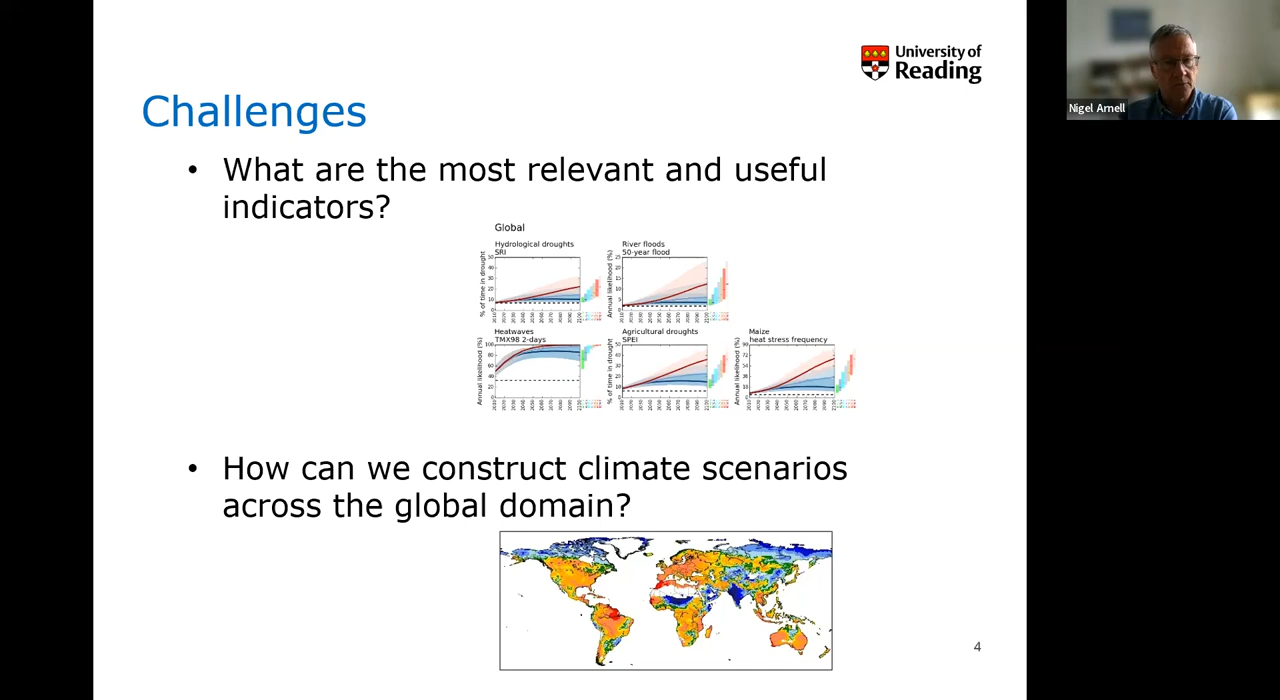 University of
Reading
Nigel Arnell
Challenges
• What are the most relevant and useful
indicators?
Global
Hydrological droughts
SRI
% of time in drought
River floods
50-year flood
Annual likelihood (%)
Heatwaves
TMX98 2-days
Annual likelihood (%)
Agricultural droughts
SPEI
% of time in drought
Maize
heat stress frequency
Annual likelihood (%)
• How can we construct climate scenarios
across the global domain?
4